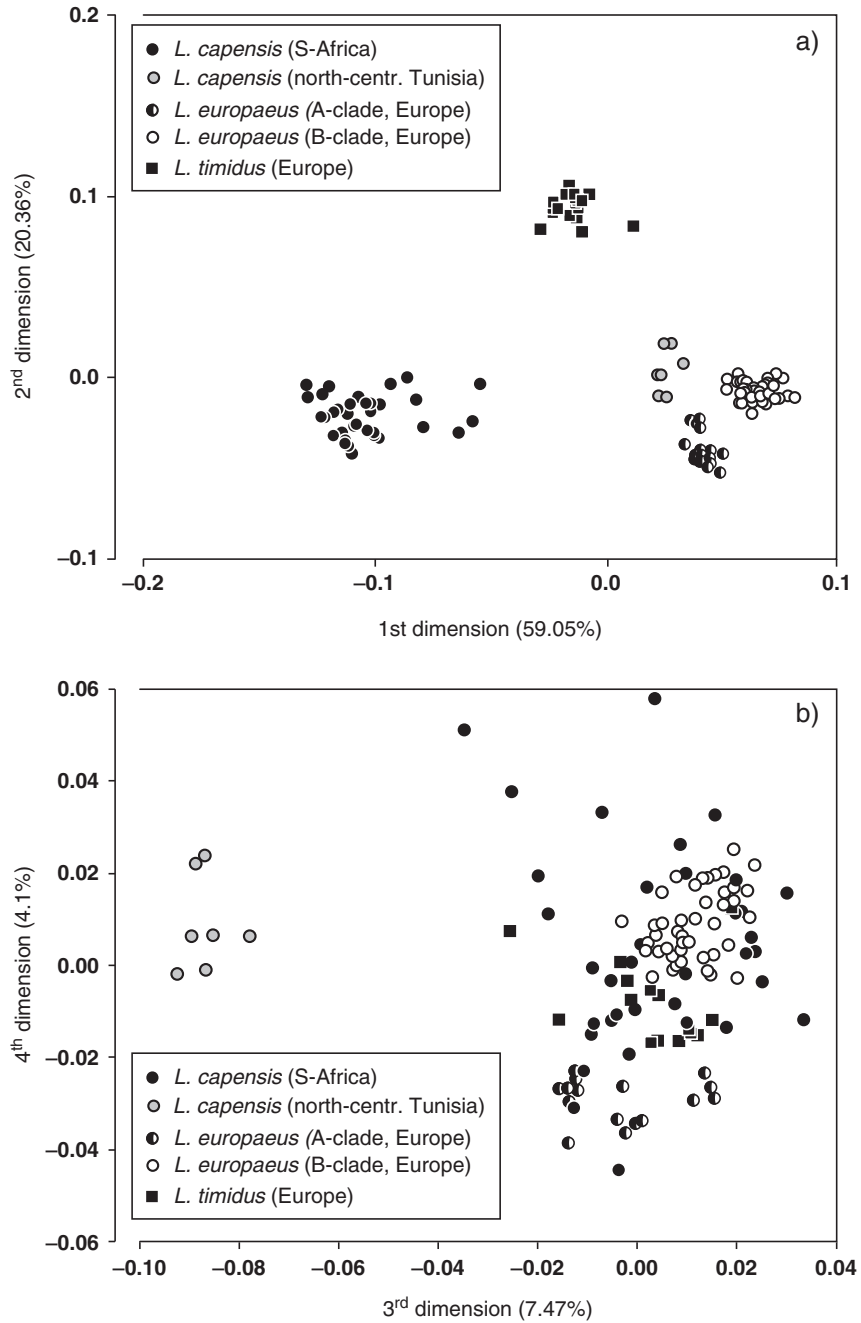 0.2
a)
L. capensis (S-Africa)
L. capensis (north-centr. Tunisia)
L. europaeus (A-clade, Europe)
L. europaeus (B-clade, Europe)
L. timidus (Europe)
0.1
0.0
–0.1
2nd dimension (20.36%)
–0.2
–0.1
0.0
0.1
1st dimension (59.05%)
0.06
b)
0.04
0.02
0.00
–0.02
–0.04
–0.06
4th dimension (4.1%)
L. capensis (S-Africa)
L. capensis (north-centr. Tunisia)
L. europaeus (A-clade, Europe)
L. europaeus (B-clade, Europe)
L. timidus (Europe)
–0.10
–0.08
–0.06
–0.04
–0.02
0.00
0.02
0.04
3rd dimension (7.47%)